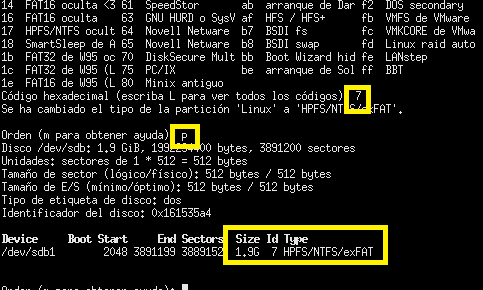 14 FAT16 oculta <3 61 SpeedStor ab arranque de Dar f2 DOS secondary
16 FAT16 oculta 63 GNU HURD o SysV af HFS / HFS+ fb VMFS de VMware
17 HPFS/NTFS ocult 64 Novell Netware b7 BSDI fs fc VMKCORE de VMwar
18 SmartSleep de A 65 Novell Netware b8 BSDI swap fd Linux raid auto
1b FAT32 de W95 oc 70 DiskSecure Mult bb Boot Wizard hid fe LANstep
1c FAT32 de W95 (L 75 PC/IX be arranque de Sol ff BBT
1e FAT16 de W95 (L 80 Minix antiguo
Código hexadecimal (escriba L para ver todos los códigos) 7
Se ha cambiado el tipo de la partición 'Linux' a 'HPFS/NTFS/exFAT'.
Orden (m para obtener ayuda) p
Disco /dev/sdb: 1.9 GiB, 1992294400 bytes, 3891200 sectores
Unidades: sectores de 1 * 512 = 512 bytes
Tamaño de sector (lógico/físico): 512 bytes / 512 bytes
Tamaño de E/S (mínimo/óptimo): 512 bytes / 512 bytes
Tipo de etiqueta de disco: dos
Identificador del disco: 0x161535a4
Device Boot Start End Sectors Size Id Type
/dev/sdb1 2048 3891199 3889152 1.9G 7 HPFS/NTFS/exFAT
Orden (m para obtener ayuda):